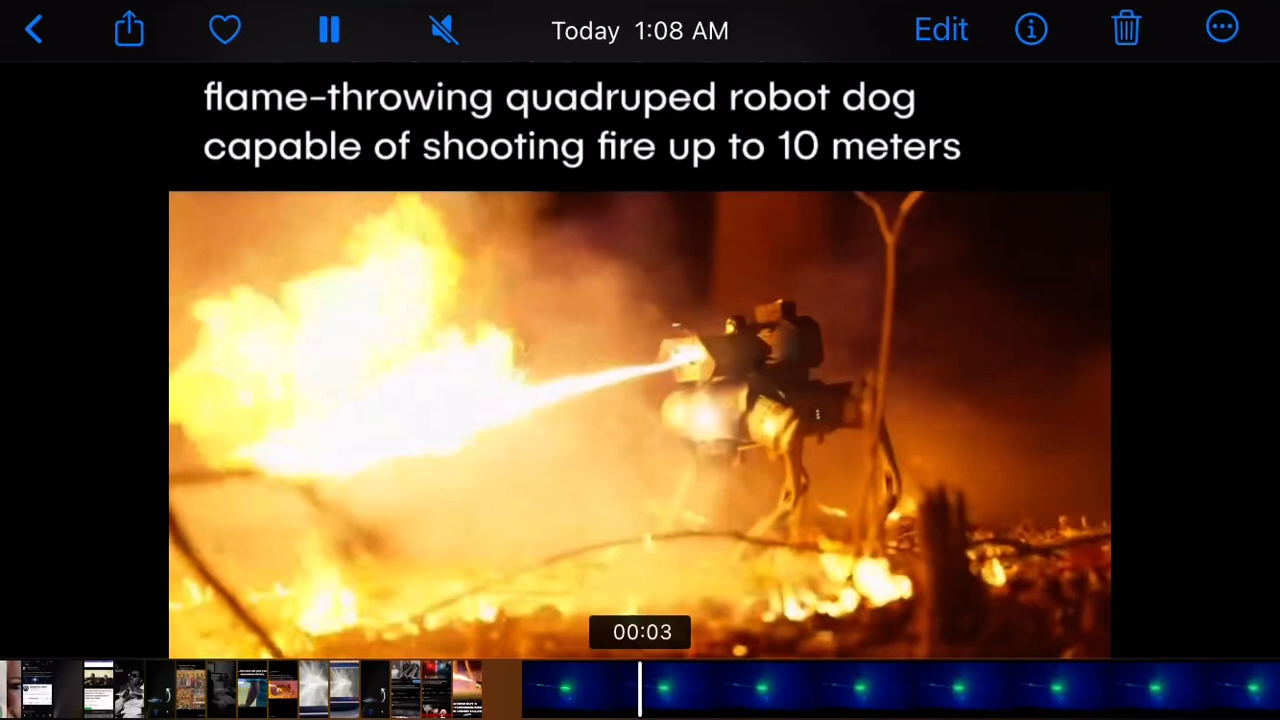 Today 1:08 AM
Edit
flame-throwing quadruped robot dog
capable of shooting fire up to 10 meters
00:03